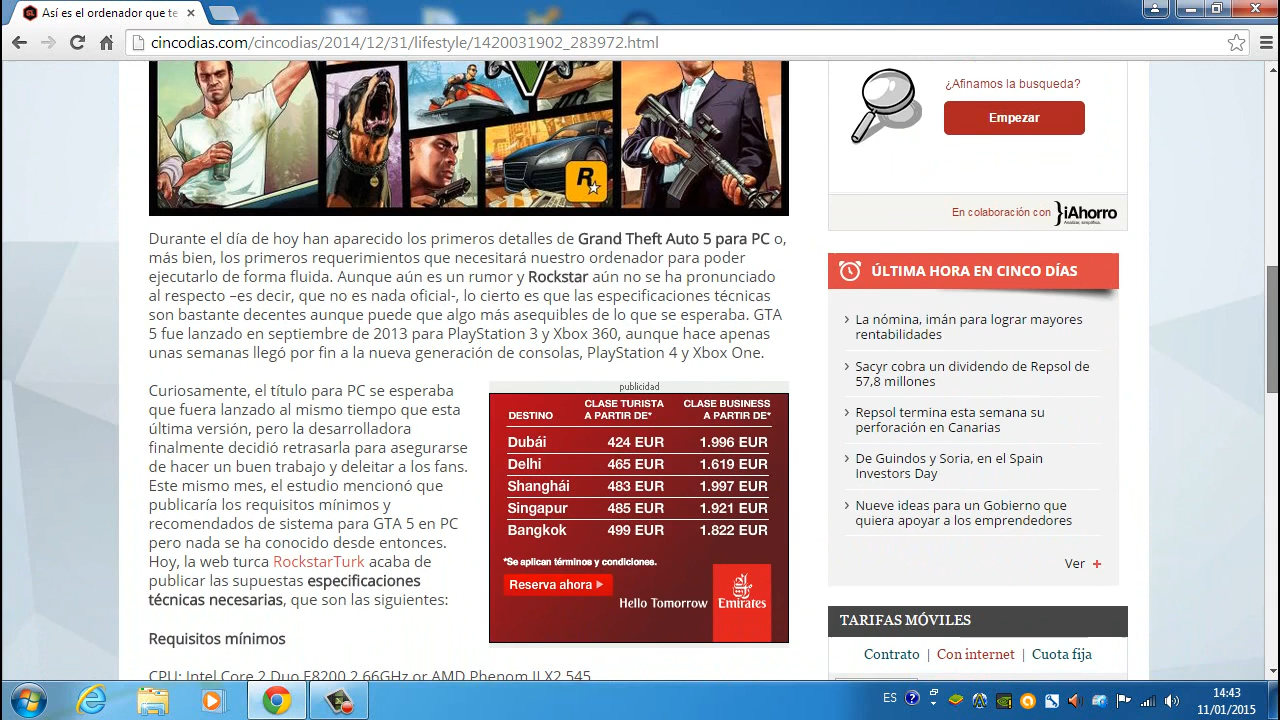 Así es el ordenador que te
cincodias.com/cincodias/2014/12/31/lifestyle/1420031902_283972.html
¿Afinamos la busqueda?
Empezar
En colaboración con iAhorro
Durante el día de hoy han aparecido los primeros detalles de Grand Theft Auto 5 para PC o,
más bien, los primeros requerimientos que necesitará nuestro ordenador para poder
ejecutarlo de forma fluida. Aunque aún es un rumor y Rockstar aún no se ha pronunciado
al respecto –es decir, que no es nada oficial-, lo cierto es que las especificaciones técnicas
son bastante decentes aunque puede que algo más asequibles de lo que se esperaba. GTA
5 fue lanzado en septiembre de 2013 para PlayStation 3 y Xbox 360, aunque hace apenas
unas semanas llegó por fin a la nueva generación de consolas, PlayStation 4 y Xbox One.
Curiosamente, el título para PC se esperaba
que fuera lanzado al mismo tiempo que esta
última versión, pero la desarrolladora
finalmente decidió retrasarla para asegurarse
de hacer un buen trabajo y deleitar a los fans.
Este mismo mes, el estudio mencionó que
publicaría los requisitos mínimos y
recomendados de sistema para GTA 5 en PC
pero nada se ha conocido desde entonces.
Hoy, la web turca RockstarTurk acaba de
publicar las supuestas especificaciones
técnicas necesarias, que son las siguientes:
Requisitos mínimos
CPU: Intel Core 2 Duo E8200 2.66GHz or AMD Phenom II X2 545
publicidad
DESTINO CLASE TURISTA A PARTIR DE* CLASE BUSINESS A PARTIR DE*
Dubái 424 EUR 1.996 EUR
Delhi 465 EUR 1.619 EUR
Shanghái 483 EUR 1.997 EUR
Singapur 485 EUR 1.921 EUR
Bangkok 499 EUR 1.822 EUR
*Se aplican términos y condiciones.
Reserva ahora
Hello Tomorrow Emirates
ÚLTIMA HORA EN CINCO DÍAS
La nómina, imán para lograr mayores
rentabilidades
Sacyr cobra un dividendo de Repsol de
57,8 millones
Repsol termina esta semana su
perforación en Canarias
De Guindos y Soria, en el Spain
Investors Day
Nueve ideas para un Gobierno que
quiera apoyar a los emprendedores
Ver +
TARIFAS MÓVILES
Contrato | Con internet | Cuota fija
ES
14:43
11/01/2015